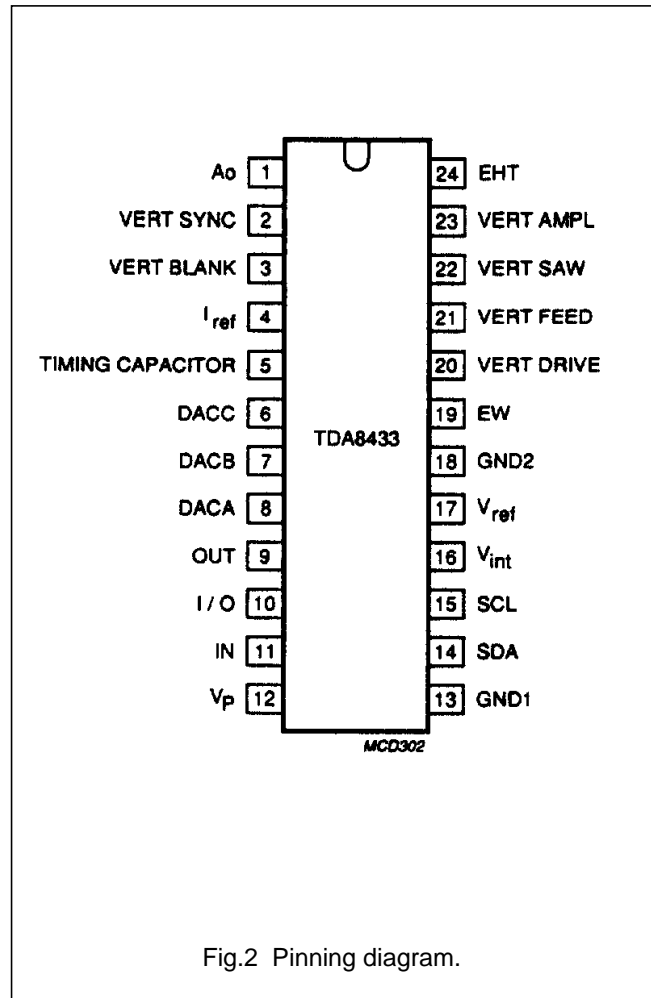 Ao 1 24 EHT
VERT SYNC 2 23 VERT AMPL
VERT BLANK 3 22 VERT SAW
Iref 4 21 VERT FEED
TIMING CAPACITOR 5 20 VERT DRIVE
DACC 6 19 EW
TDA8433
DACB 7 18 GND2
DACA 8 17 Vref
OUT 9 16 Vint
I / O 10 15 SCL
IN 11 14 SDA
VP 12 13 GND1
MCD302
Fig.2 Pinning diagram.